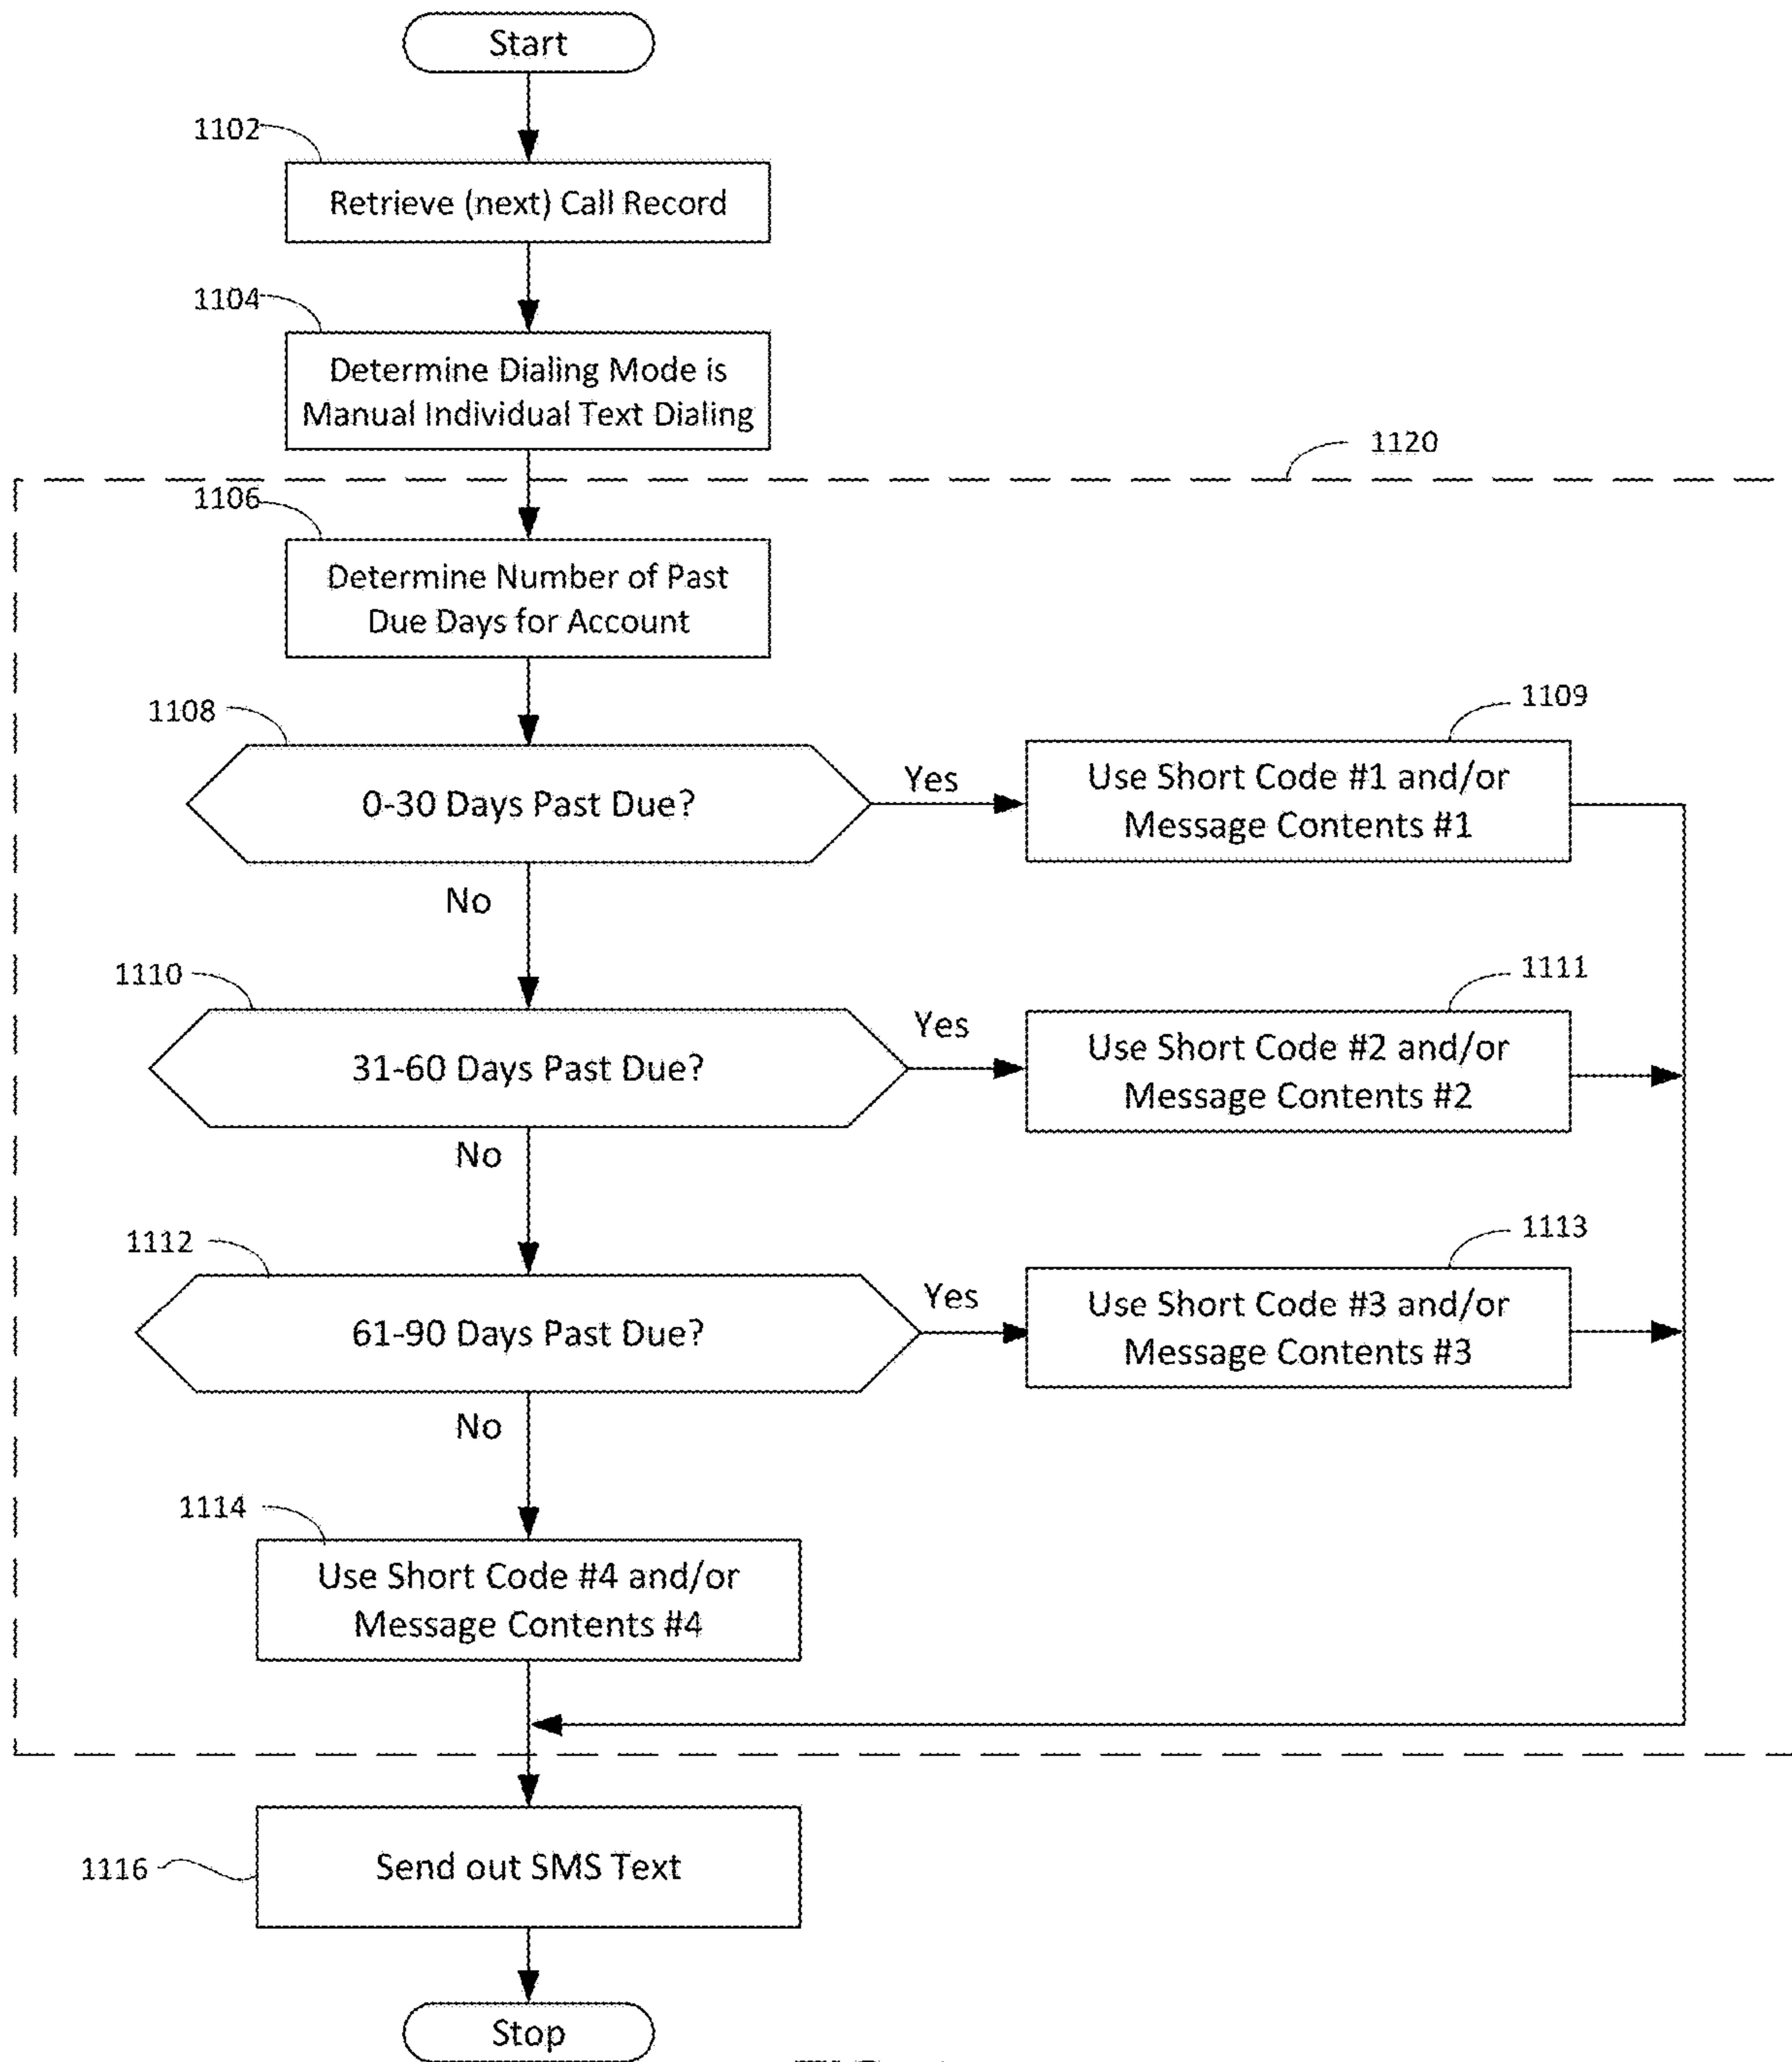 Start
1102
Retrieve (next) Call Record
1104
Determine Dialing Mode is
Manual Individual Text Dialing
1120
1106
Determine Number of Past
Due Days for Account
1108
0-30 Days Past Due?
Yes
1109
Use Short Code #1 and/or
Message Contents #1
No
1110
31-60 Days Past Due?
Yes
1111
Use Short Code #2 and/or
Message Contents #2
No
1112
61-90 Days Past Due?
Yes
1113
Use Short Code #3 and/or
Message Contents #3
No
1114
Use Short Code #4 and/or
Message Contents #4
1116
Send out SMS Text
Stop